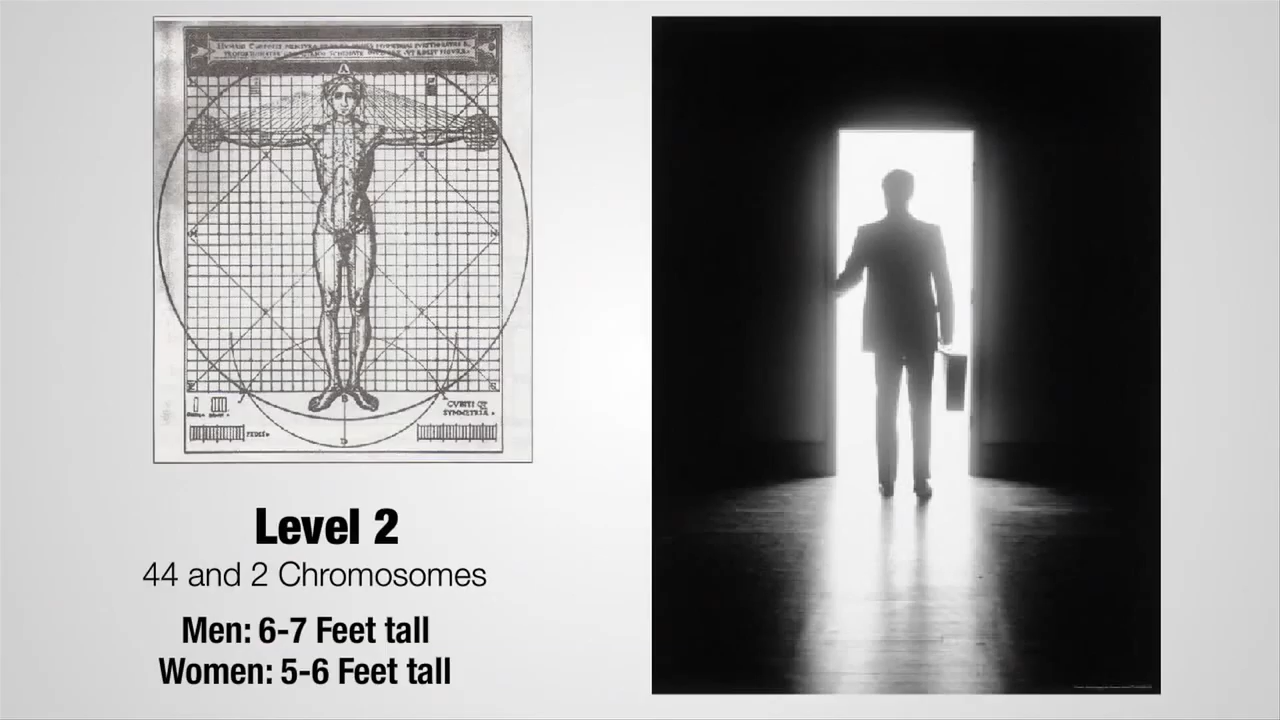 Level 2
44 and 2 Chromosomes
Men: 6-7 Feet tall
Women: 5-6 Feet tall